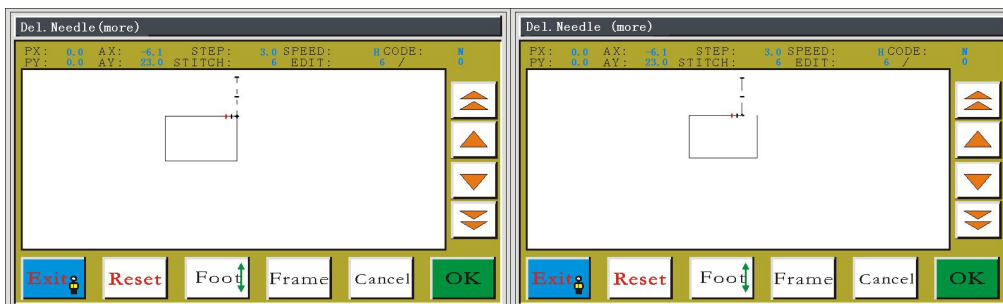 Del.Needle(more)
PX: 0.0 AX: -6.1 STEP: 3.0 SPEED: H CODE: N
PY: 0.0 AY: 23.0 STITCH: 6 EDIT: 6 / 0
Exit Reset Foot Frame Cancel OK
Del.Needle (more)
PX: 0.0 AX: -6.1 STEP: 3.0 SPEED: H CODE: N
PY: 0.0 AY: 23.0 STITCH: 6 EDIT: 6 / 0
Exit Reset Foot Frame Cancel OK